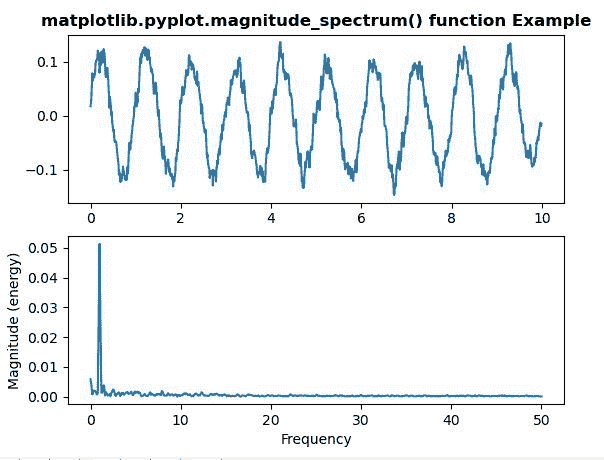 matplotlib.pyplot.magnitude_spectrum() function Example
0.1
0.0
−0.1
0 2 4 6 8 10
0.05
0.04
0.03
0.02
0.01
0.00
Magnitude (energy)
0 10 20 30 40 50
Frequency